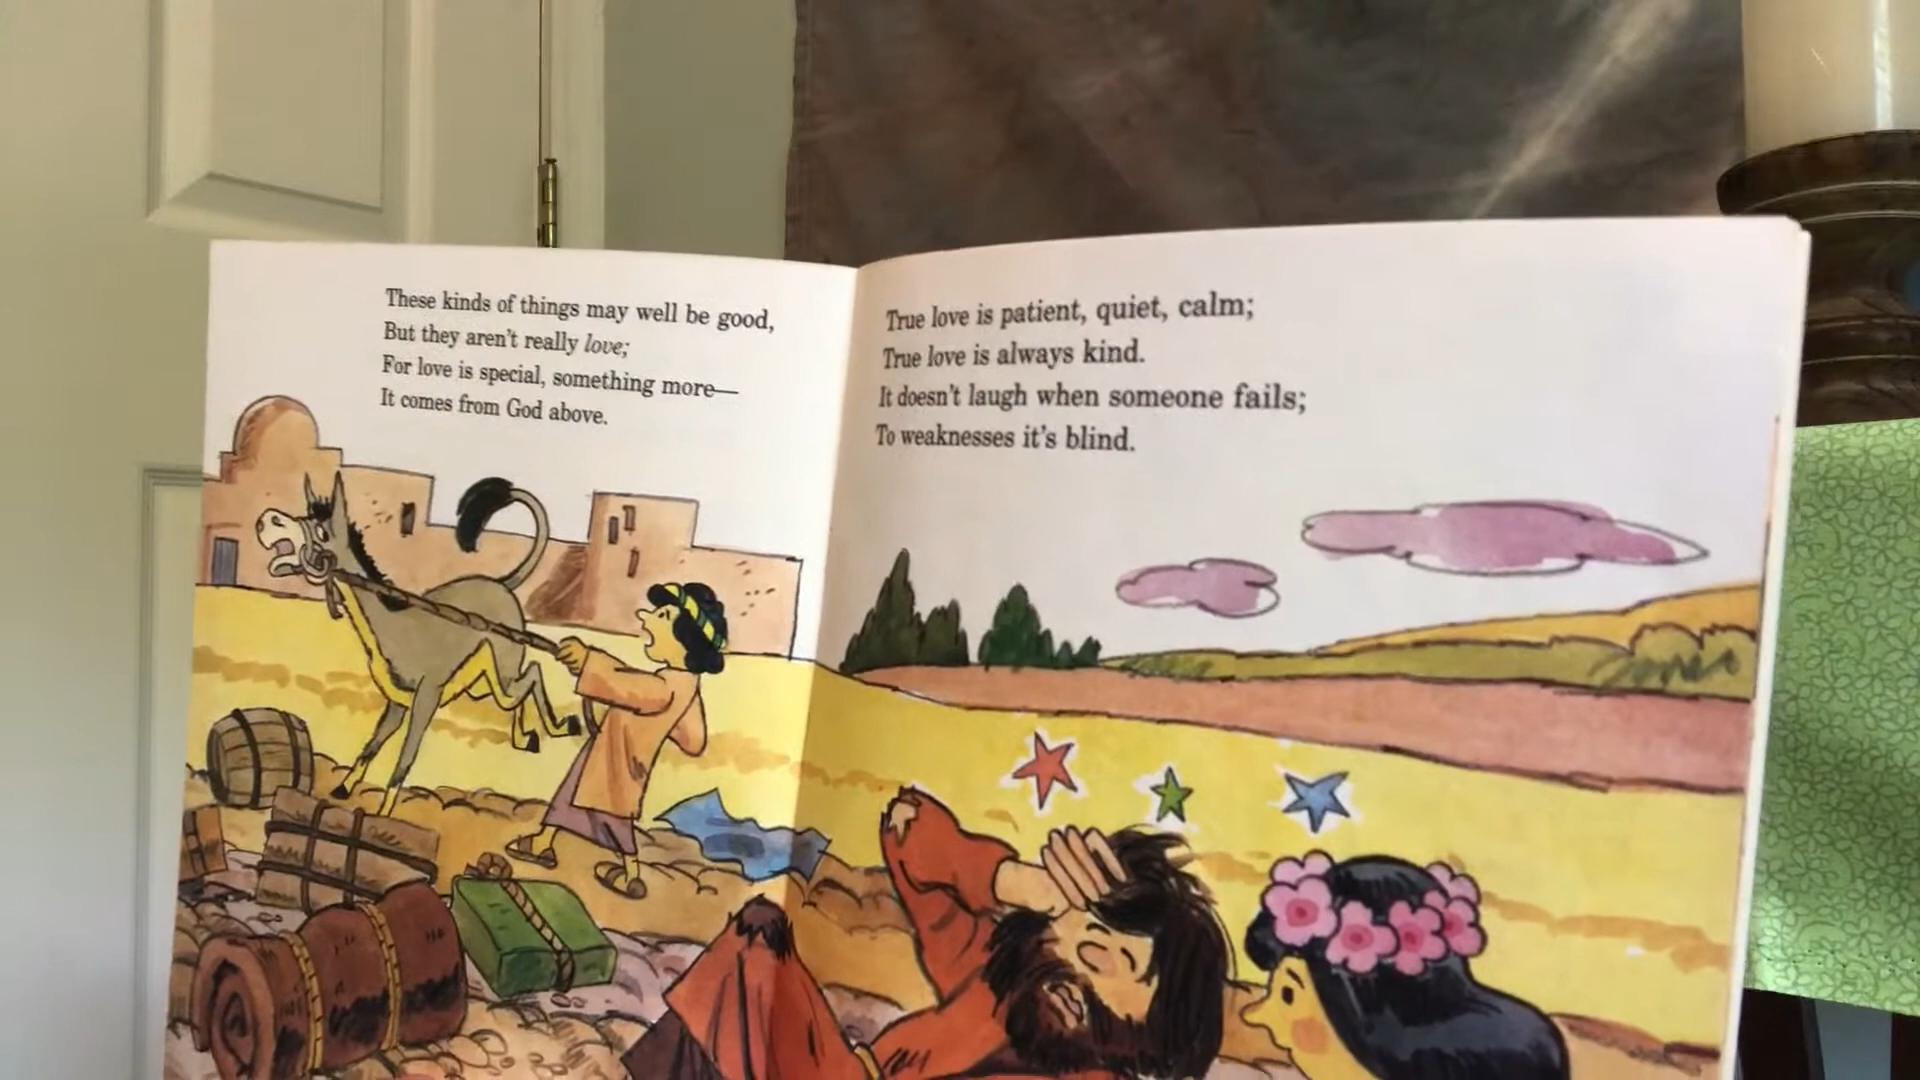 These kinds of things may well be good,
But they aren't really love;
For love is special, something more—
It comes from God above.
True love is patient, quiet, calm;
True love is always kind.
It doesn't laugh when someone fails;
To weaknesses it's blind.